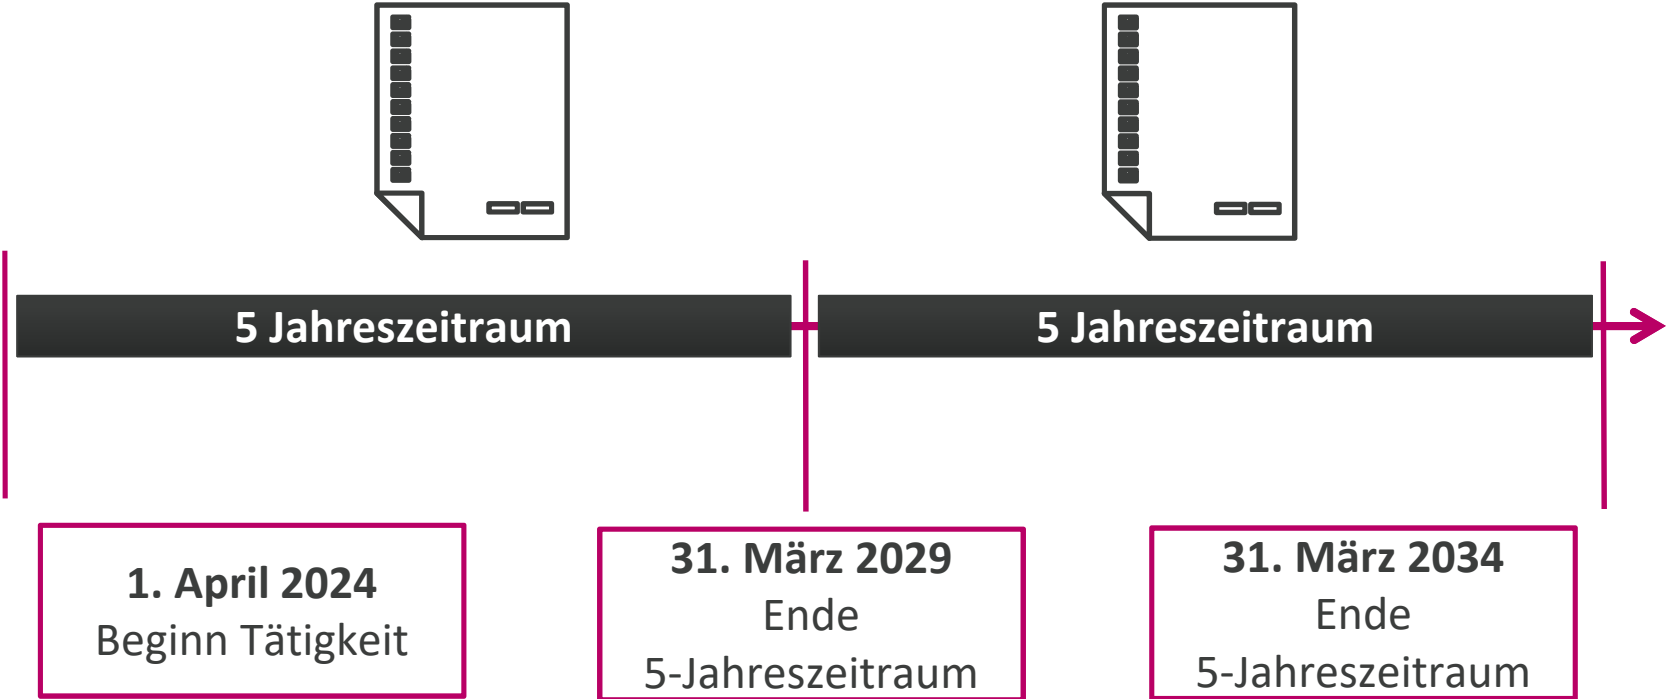 5 Jahreszeitraum
5 Jahreszeitraum
1. April 2024
Beginn Tätigkeit
31. März 2029
Ende
5-Jahreszeitraum
31. März 2034
Ende
5-Jahreszeitraum